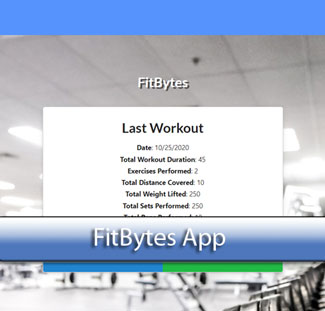 FitBytes
Last Workout
Date: 10/25/2020
Total Workout Duration: 45
Exercises Performed: 2
Total Distance Covered: 10
Total Weight Lifted: 250
Total Sets Performed: 250
FitBytes App